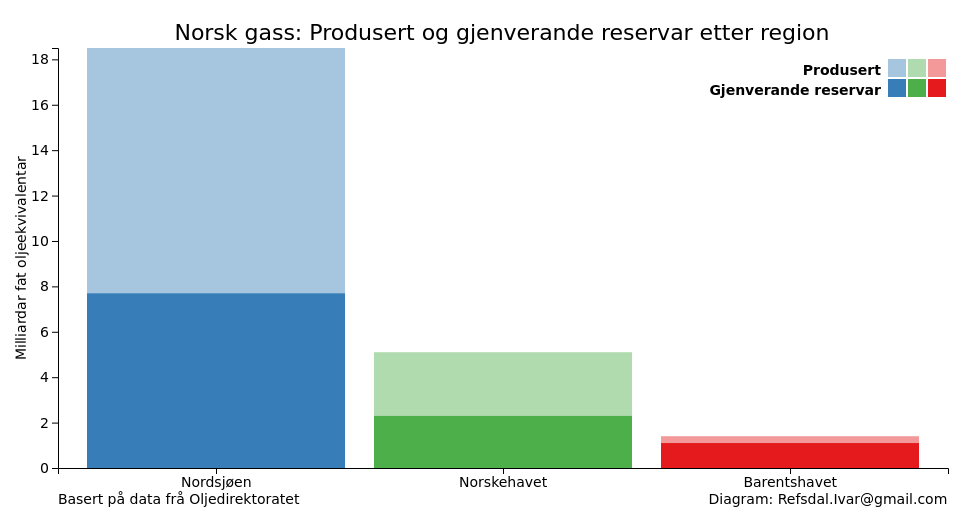 Norsk gass: Produsert og gjenverande reservar etter region
Produsert
Gjenverande reservar
Milliardar fat oljeekvivalentar
18
16
14
12
10
8
6
4
2
0
Nordsjøen Norskehavet Barentshavet
Basert på data frå Oljedirektoratet Diagram: Refsdal.Ivar@gmail.com